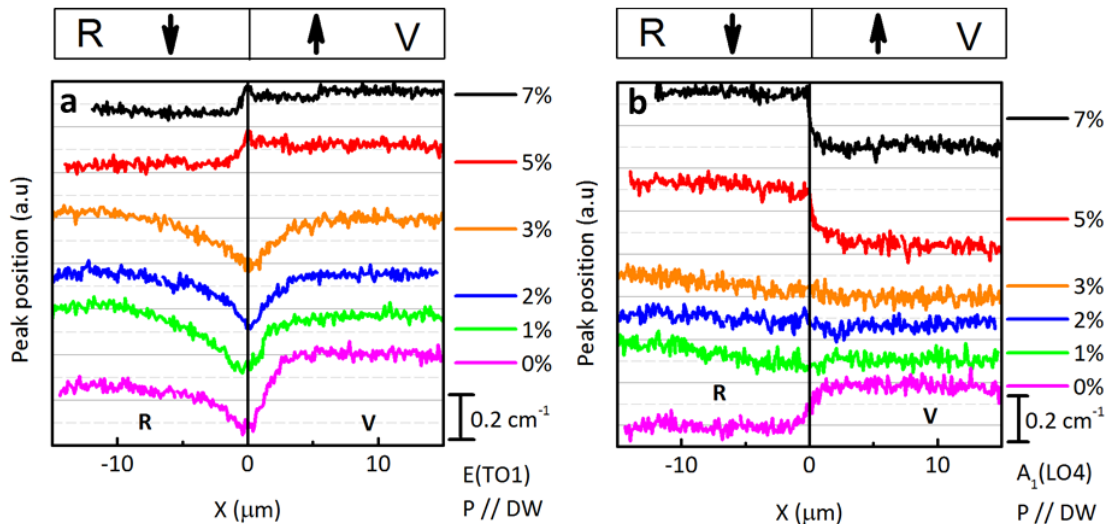 R V
a
7%
5%
3%
2%
1%
0%
R V
0.2 cm⁻¹
Peak position (a.u)
-10 0 10
X (μm)
E(TO1)
P // DW
R V
b
7%
5%
3%
2%
1%
0%
R V
0.2 cm⁻¹
Peak position (a.u)
-10 0 10
X (μm)
A₁(LO4)
P // DW